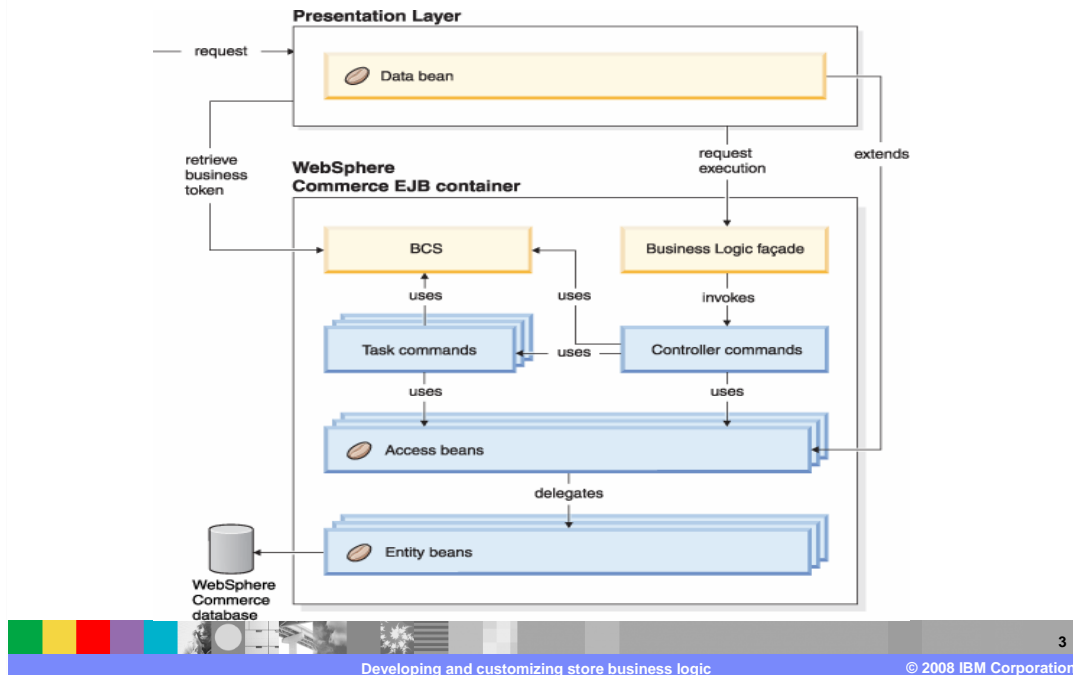 Presentation Layer
request
Data bean
retrieve
business
token
request
execution
extends
WebSphere
Commerce EJB container
BCS
Business Logic façade
uses
uses
invokes
Task commands
uses
Controller commands
uses
uses
Access beans
delegates
Entity beans
WebSphere
Commerce
database
3
Developing and customizing store business logic
© 2008 IBM Corporation